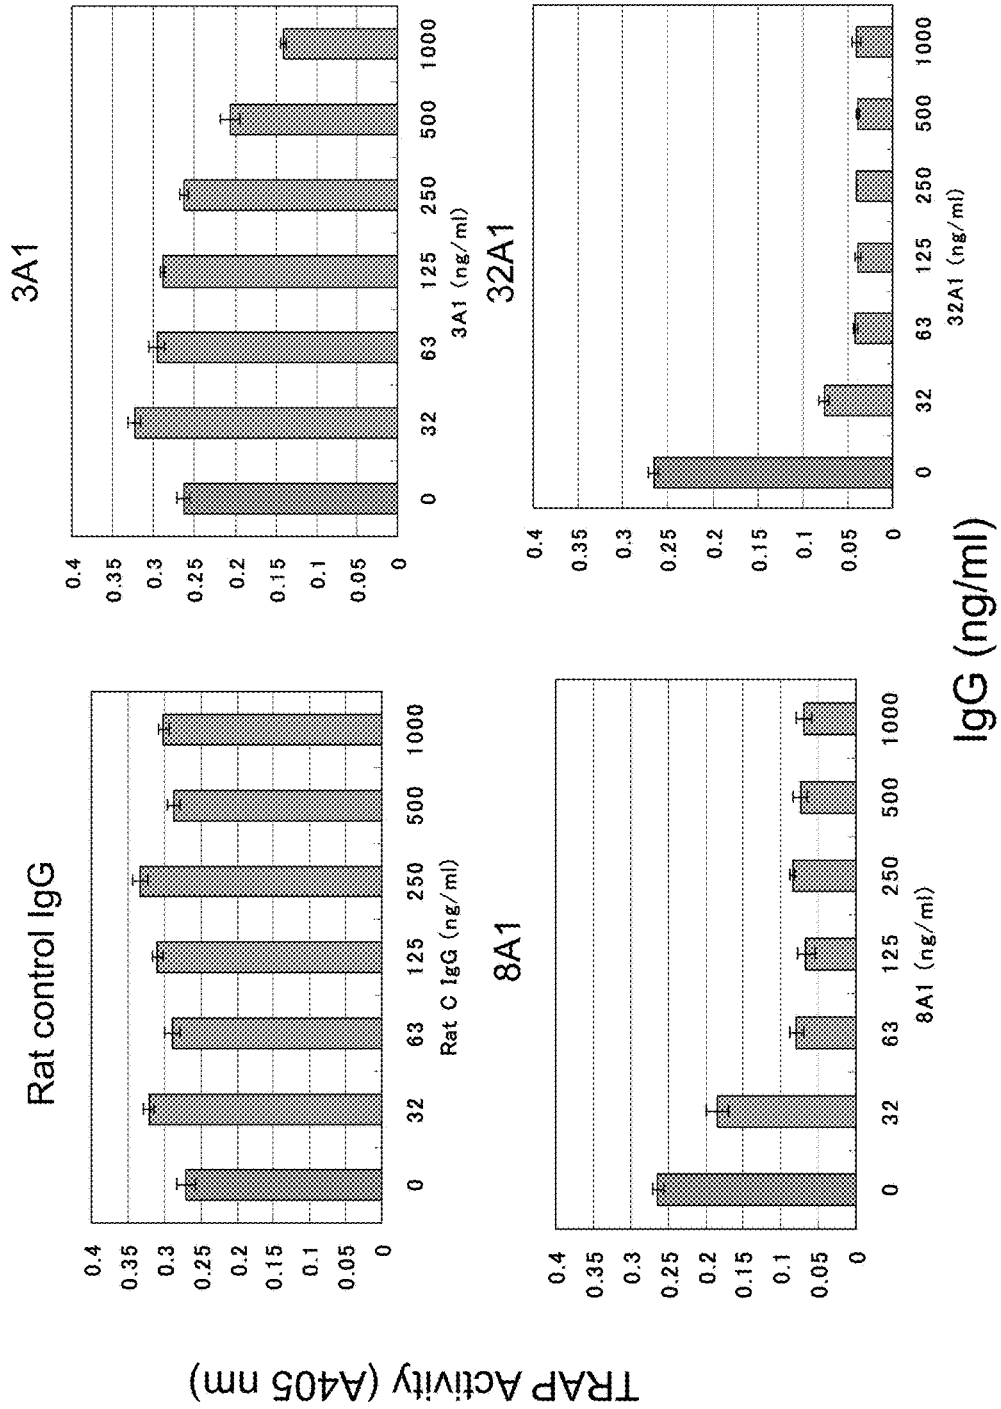 TRAP Activity (A405 nm)
Rat control IgG
0.4
0.35
0.3
0.25
0.2
0.15
0.1
0.05
0
0 32 63 125 250 500 1000
Rat C IgG (ng/ml)
3A1
0.4
0.35
0.3
0.25
0.2
0.15
0.1
0.05
0
0 32 63 125 250 500 1000
3A1 (ng/ml)
8A1
0.4
0.35
0.3
0.25
0.2
0.15
0.1
0.05
0
0 32 63 125 250 500 1000
8A1 (ng/ml)
32A1
0.4
0.35
0.3
0.25
0.2
0.15
0.1
0.05
0
0 32 63 125 250 500 1000
32A1 (ng/ml)
IgG (ng/ml)